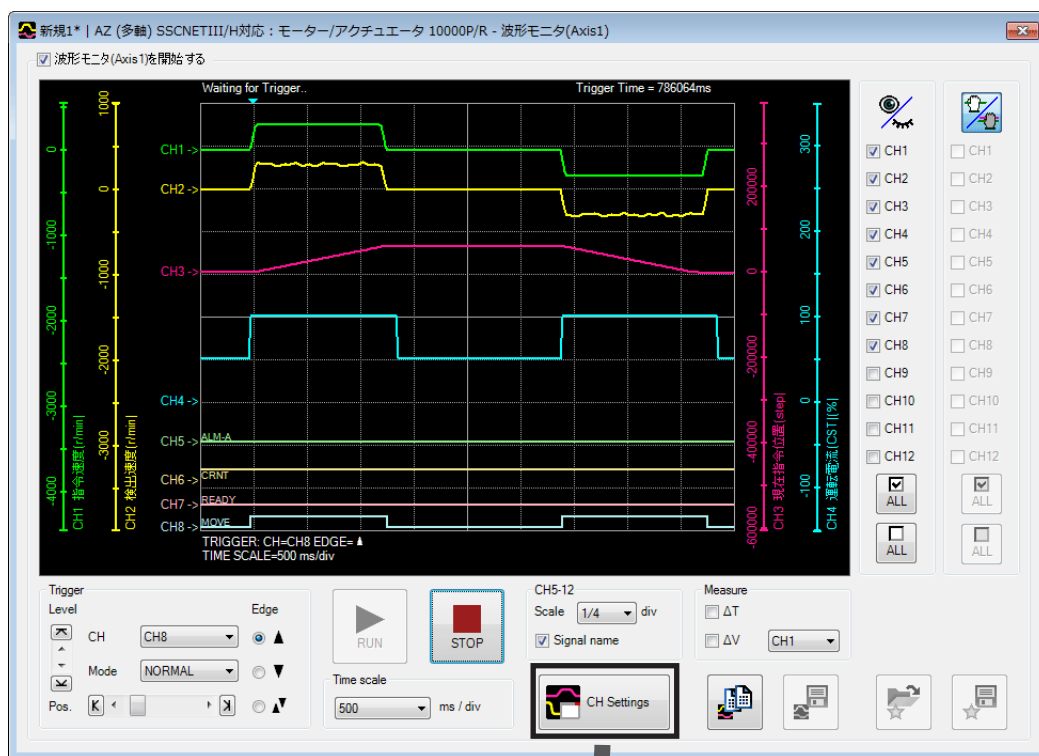 新規1* | AZ (多軸) SSCNETIII/H対応：モーター/アクチュエータ 10000P/R - 波形モニタ(Axis1)
波形モニタ(Axis1)を開始する
Waiting for Trigger..
Trigger Time = 786064ms
CH1 指令速度[r/min]
0
-1000
-2000
-3000
-4000
CH2 検出速度[r/min]
1000
0
-1000
-2000
-3000
CH1 ->
CH2 ->
CH3 ->
CH4 ->
CH5 -> ALM-A
CH6 -> CRNT
CH7 -> READY
CH8 -> MOVE
CH3 現在指令位置[step]
200000
0
-200000
-400000
-600000
CH4 運転電流(CST)[%]
300
200
100
0
-100
TRIGGER: CH=CH8 EDGE=
TIME SCALE=500 ms/div
CH1 CH1
CH2 CH2
CH3 CH3
CH4 CH4
CH5 CH5
CH6 CH6
CH7 CH7
CH8 CH8
CH9 CH9
CH10 CH10
CH11 CH11
CH12 CH12
ALL ALL
ALL ALL
Trigger
Level
Edge
CH CH8
Mode NORMAL
Pos.
RUN
STOP
Time scale
500 ms / div
CH5-12
Scale 1/4 div
Signal name
CH Settings
Measure
ΔT
ΔV CH1